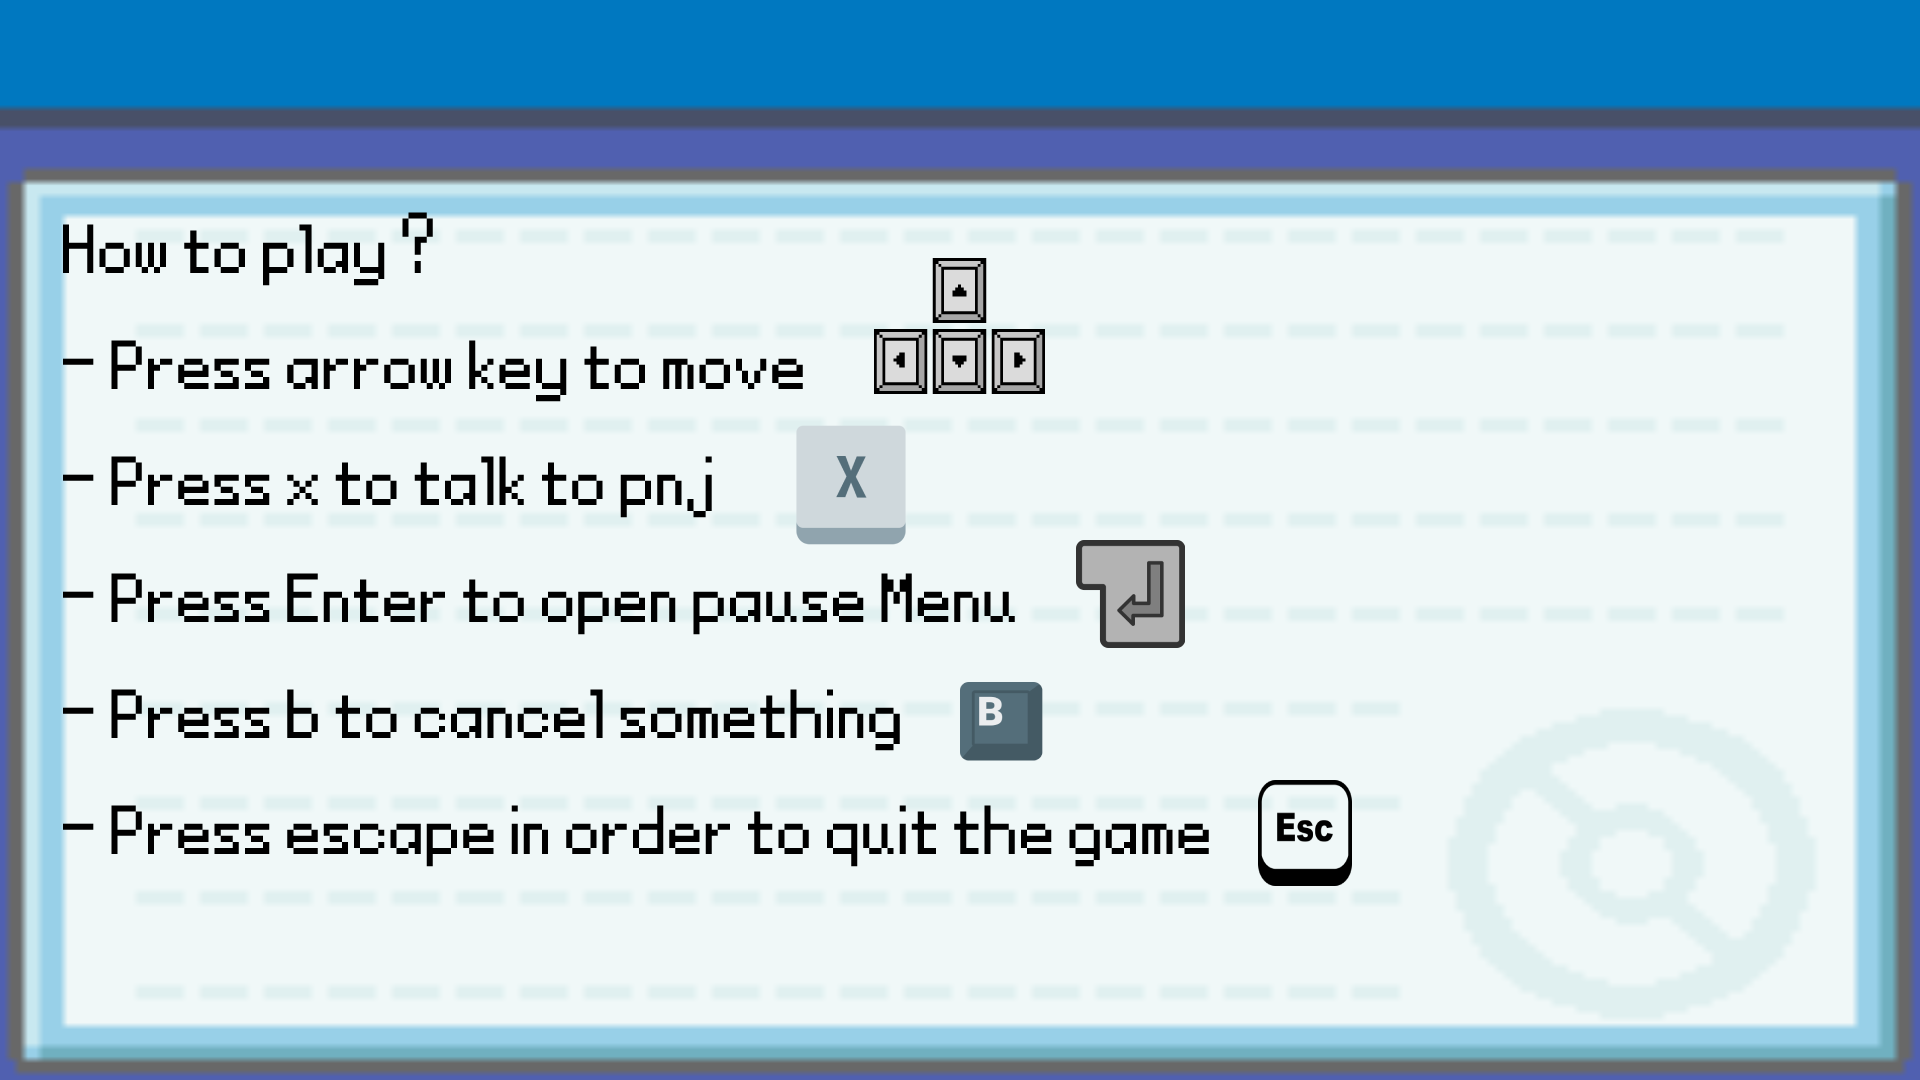 How to play ?
- Press arrow key to move
- Press x to talk to pnj
X
- Press Enter to open pause Menu
- Press b to cancel something
B
- Press escape in order to quit the game
Esc